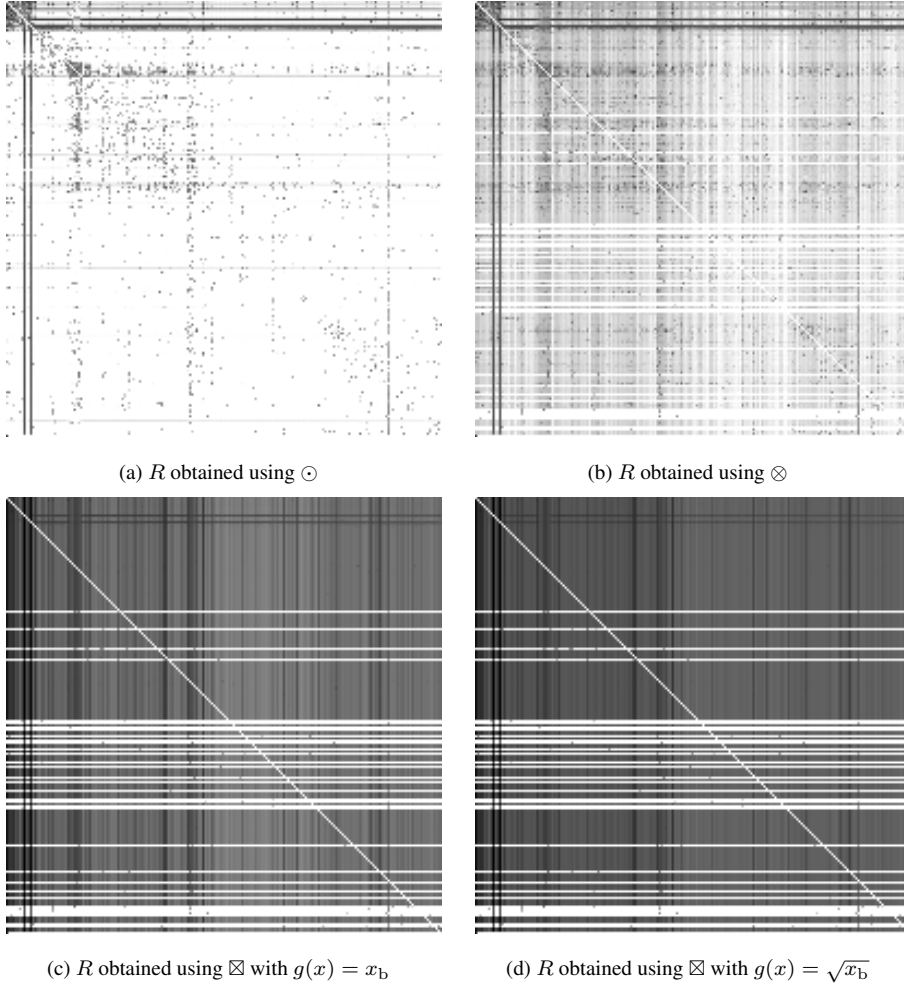 (a) R obtained using ⊙
(b) R obtained using ⊗
(c) R obtained using ⊠ with g(x) = x_b
(d) R obtained using ⊠ with g(x) = √x_b